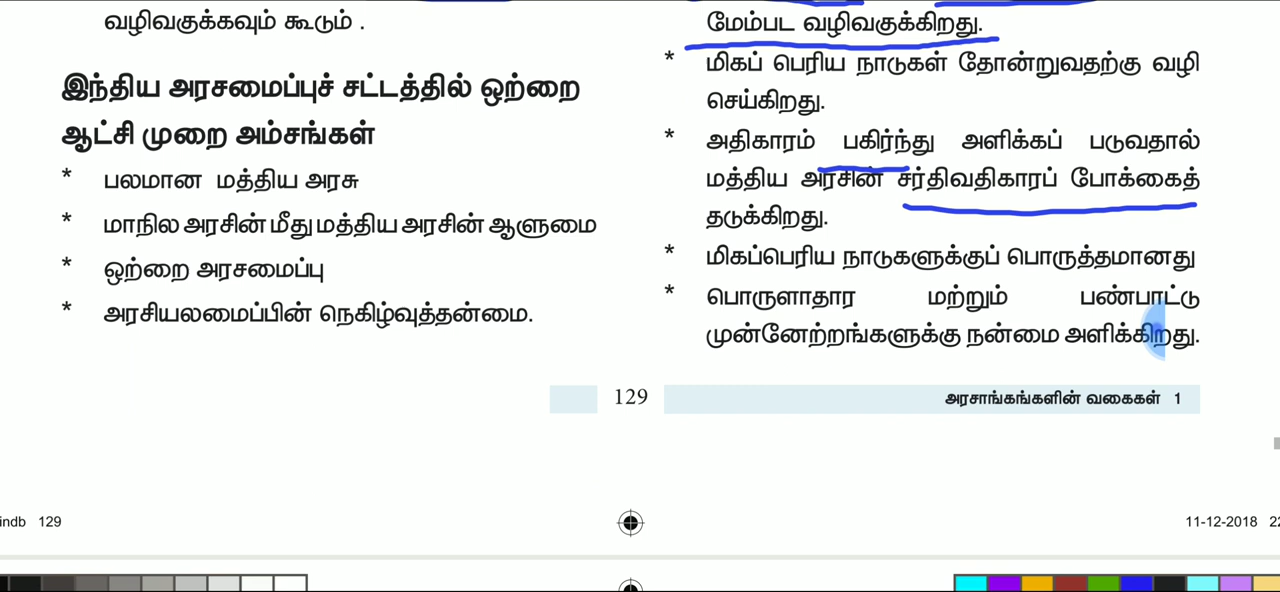 வழிவகுக்கவும் கூடும் .
இந்திய அரசமைப்புச் சட்டத்தில் ஒற்றை
ஆட்சி முறை அம்சங்கள்
* பலமான மத்திய அரசு
* மாநில அரசின் மீது மத்திய அரசின் ஆளுமை
* ஒற்றை அரசமைப்பு
* அரசியலமைப்பின் நெகிழ்வுத்தன்மை.
மேம்பட வழிவகுக்கிறது.
* மிகப் பெரிய நாடுகள் தோன்றுவதற்கு வழி
செய்கிறது.
* அதிகாரம் பகிர்ந்து அளிக்கப் படுவதால்
மத்திய அரசின் சர்திவதிகாரப் போக்கைத்
தடுக்கிறது.
* மிகப்பெரிய நாடுகளுக்குப் பொருத்தமானது
* பொருளாதார மற்றும் பண்பாட்டு
முன்னேற்றங்களுக்கு நன்மை அளிக்கிறது.
129
அரசாங்கங்களின் வகைகள் 1
indb 129
11-12-2018 22